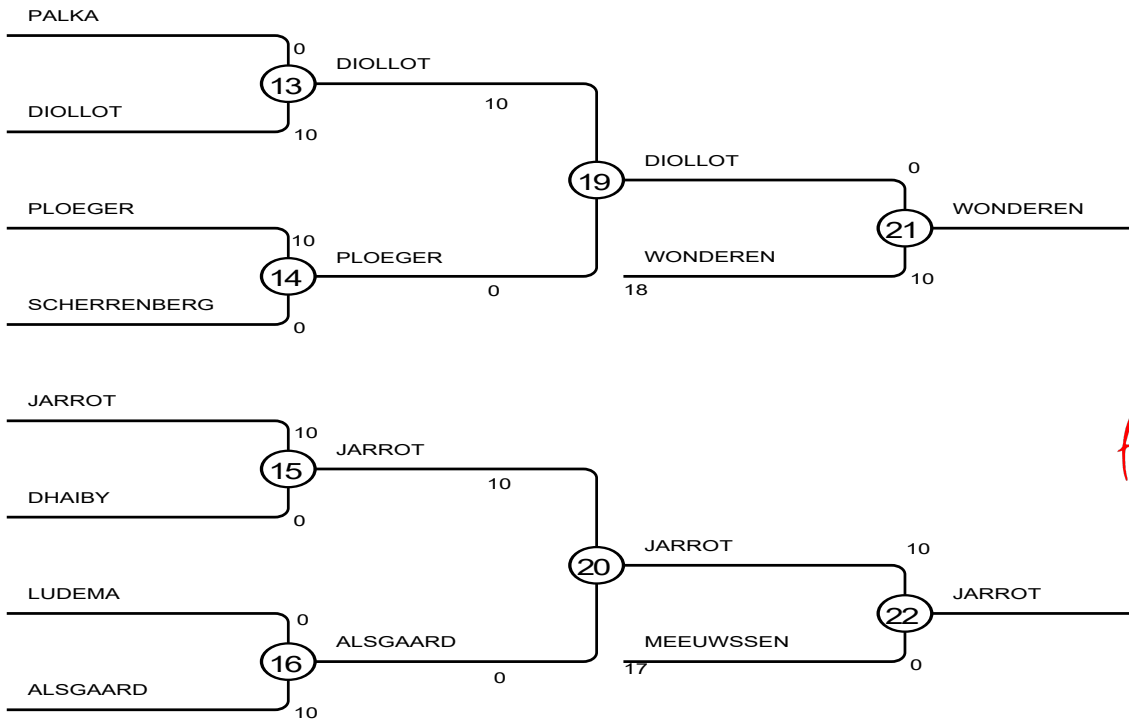 PALKA
0
13
DIOLLOT
10
DIOLLOT
10
19
DIOLLOT
0
PLOEGER
10
14
PLOEGER
0
SCHERRENBERG
0
WONDEREN
18
21
10
WONDEREN
JARROT
10
15
JARROT
10
DHAIBY
0
20
JARROT
10
LUDEMA
0
16
ALSGAARD
0
ALSGAARD
10
MEEUWSSEN
17
22
0
JARROT